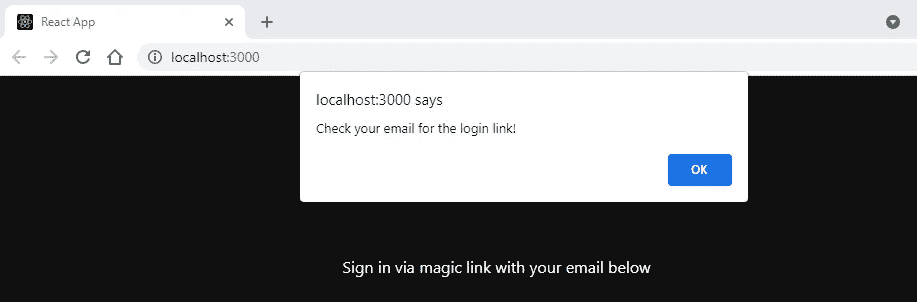 React App
localhost:3000
localhost:3000 says
Check your email for the login link!
OK
Sign in via magic link with your email below